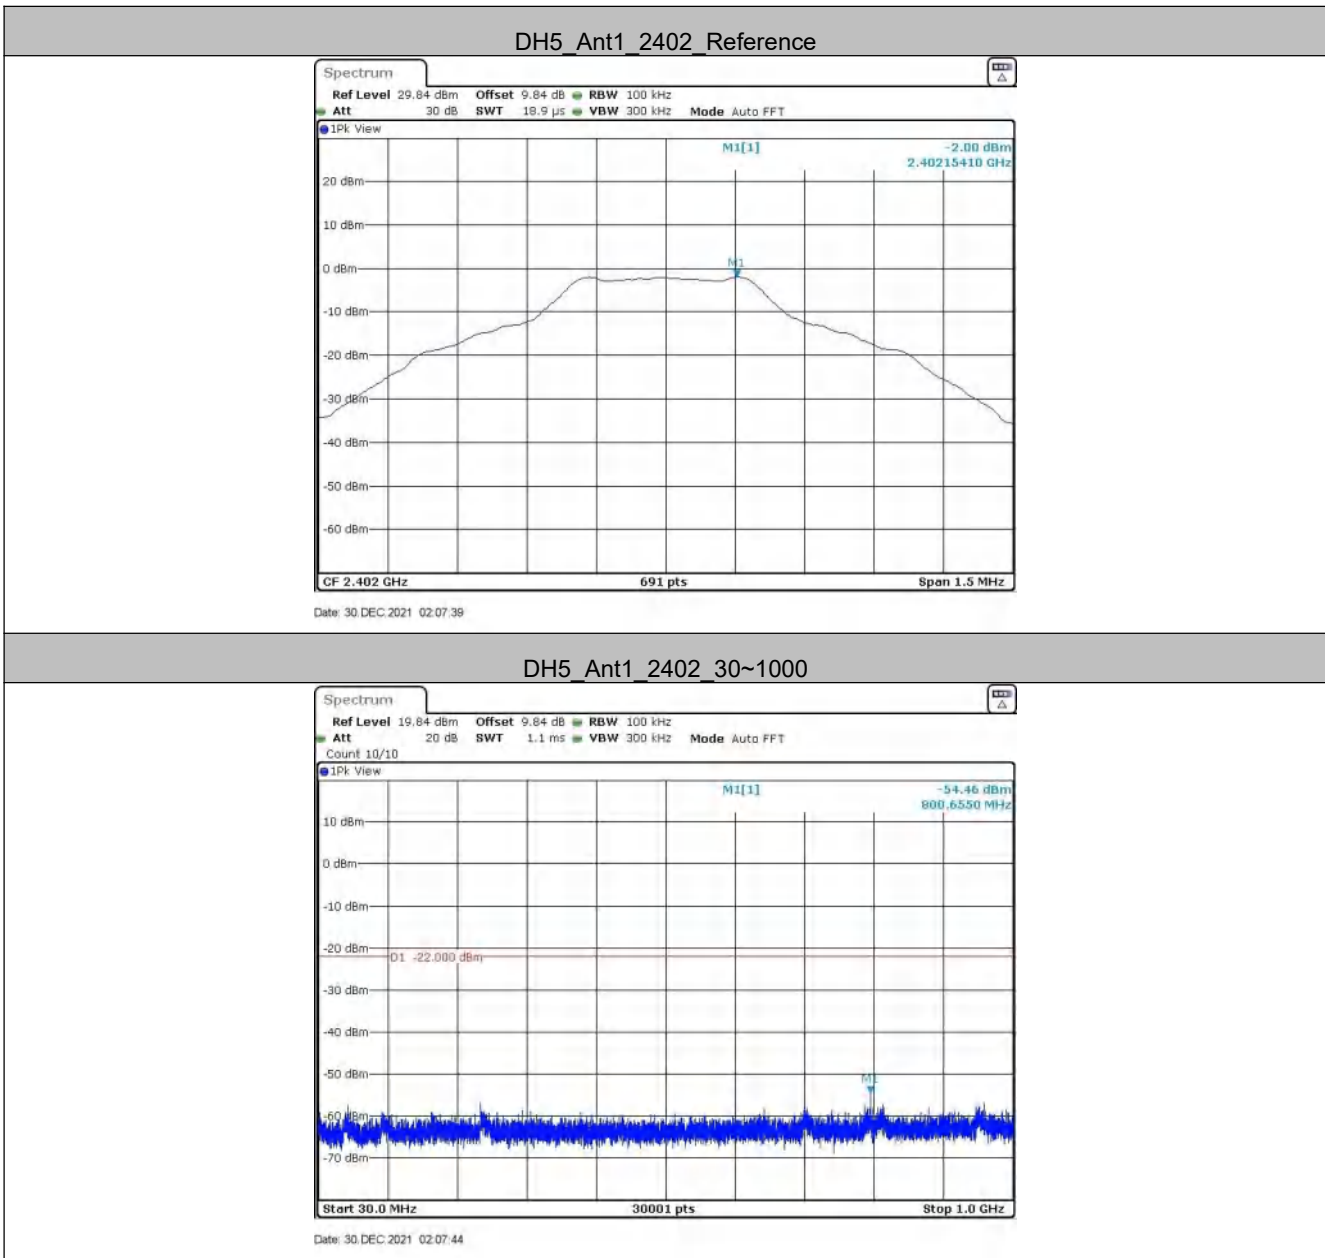 DH5_Ant1_2402_Reference
Spectrum
Ref Level 29.84 dBm Offset 9.84 dB RBW 100 kHz
Att 30 dB SWT 18.9 µs VBW 300 kHz Mode Auto FFT
1Pk View
M1[1] -2.00 dBm
2.40215410 GHz
20 dBm
10 dBm
M1
0 dBm
-10 dBm
-20 dBm
-30 dBm
-40 dBm
-50 dBm
-60 dBm
CF 2.402 GHz 691 pts Span 1.5 MHz
Date: 30.DEC.2021 02:07:39
DH5_Ant1_2402_30~1000
Spectrum
Ref Level 19.84 dBm Offset 9.84 dB RBW 100 kHz
Att 20 dB SWT 1.1 ms VBW 300 kHz Mode Auto FFT
Count 10/10
1Pk View
M1[1] -54.46 dBm
800.6550 MHz
10 dBm
0 dBm
-10 dBm
-20 dBm
D1 -22.000 dBm
-30 dBm
-40 dBm
-50 dBm
M1
-60 dBm
-70 dBm
Start 30.0 MHz 30001 pts Stop 1.0 GHz
Date: 30.DEC.2021 02:07:44